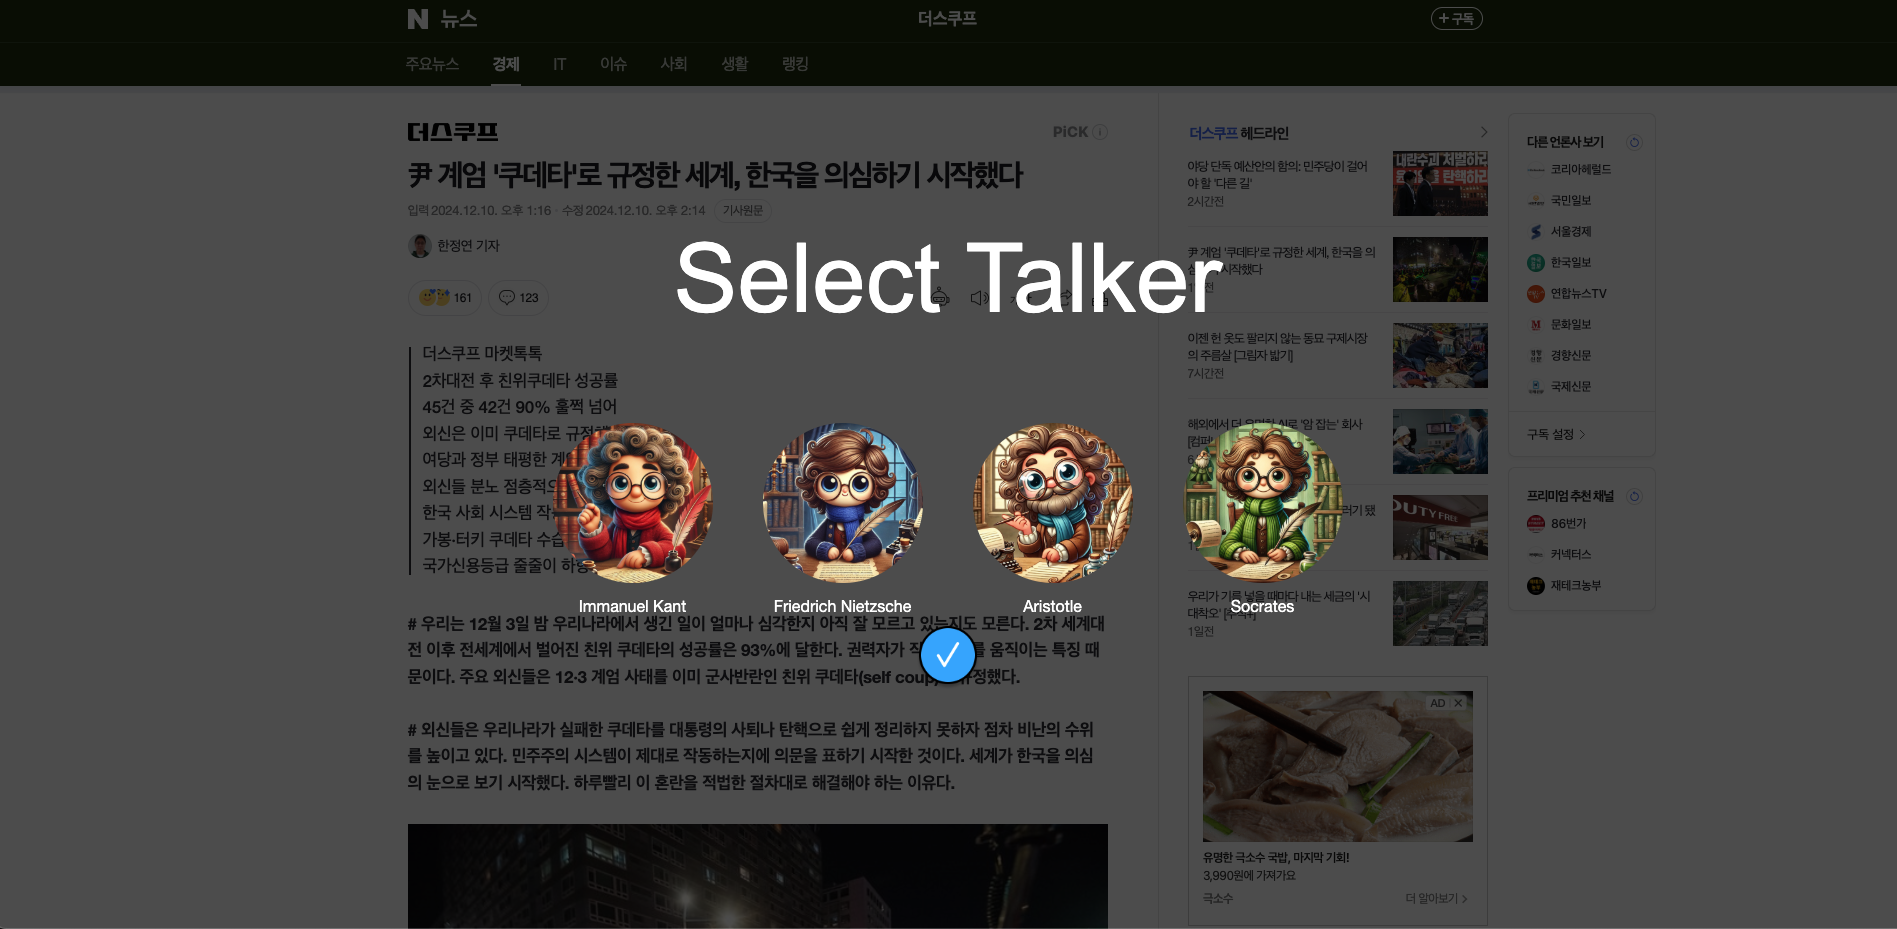 N 뉴스
더스쿠프
+ 구독
주요뉴스 경제 IT 이슈 사회 생활 랭킹
더스쿠프
PiCK
尹 계엄 '쿠데타'로 규정한 세계, 한국을 의심하기 시작했다
입력 2024.12.10. 오후 1:16 · 수정 2024.12.10. 오후 2:14 기사원문
한정연 기자
161 123
Select Talker
더스쿠프 마켓톡톡
2차대전 후 친위쿠데타 성공률
45건 중 42건 90% 훌쩍 넘어
외신은 이미 쿠데타로 규정
여당과 정부 태평한
외신들 분노 점층적
한국 사회 시스템
가봉·터키 쿠데타 수습
국가신용등급 줄줄이
Immanuel Kant
Friedrich Nietzsche
Aristotle
Socrates
# 우리는 12월 3일 밤 우리나라에서 생긴 일이 얼마나 심각한지 아직 잘 모르고 있는지도 모른다. 2차 세계대
전 이후 전세계에서 벌어진 친위 쿠데타의 성공률은 93%에 달한다. 권력자가 움직이는 특징 때
문이다. 주요 외신들은 12·3 계엄 사태를 이미 군사반란인 친위 쿠데타(self coup) 규정했다.
# 외신들은 우리나라가 실패한 쿠데타를 대통령의 사퇴나 탄핵으로 쉽게 정리하지 못하자 점차 비난의 수위
를 높이고 있다. 민주주의 시스템이 제대로 작동하는지에 의문을 표하기 시작한 것이다. 세계가 한국을 의심
의 눈으로 보기 시작했다. 하루빨리 이 혼란을 적법한 절차대로 해결해야 하는 이유다.
더스쿠프 헤드라인
야당 단독 예산안의 함의: 민주당이 걸어
야 할 '다른 길'
2시간전
尹 계엄 '쿠데타'로 규정한 세계, 한국을 의
시작했다
이젠 헌 옷도 팔리지 않는 동묘 구제시장
의 주름살 [그림자 밟기]
7시간전
해외에서 더 '암 잡는' 회사
우리가 기름 넣을 때마다 내는 세금의 '시
대착오'
1일전
DUTY FREE
AD
유명한 극소수 국밥, 마지막 기회!
3,990원에 가져가요
극소수
더 알아보기
다른 언론사 보기
코리아헤럴드
국민일보
서울경제
한국일보
연합뉴스TV
문화일보
경향신문
국제신문
구독 설정
프리미엄 추천 채널
86번가
커넥터스
재테크농부